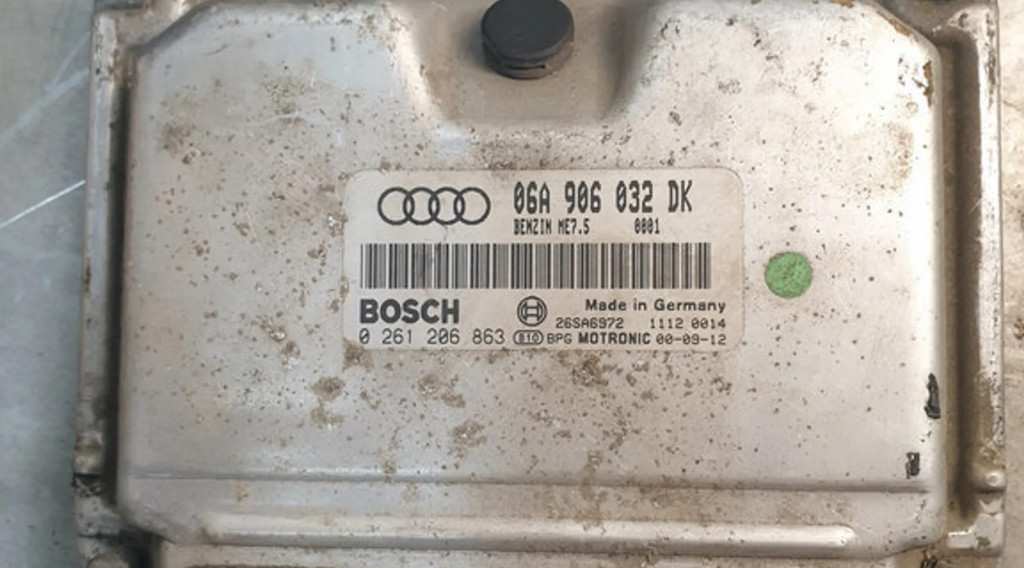 06A 906 032 DK
BENZIN ME7.5 0001
BOSCH Made in Germany
26SA6972 1112 0014
0 261 206 863 810 BPG MOTRONIC 00-09-12